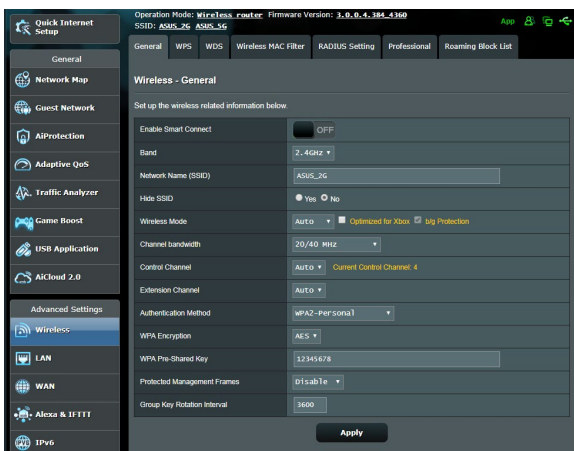 Quick Internet
Setup
Operation Mode: Wireless router Firmware Version: 3.0.0.4.384_4360
SSID: ASUS_2G ASUS_5G
App
General
Network Map
Guest Network
AiProtection
Adaptive QoS
Traffic Analyzer
Game Boost
USB Application
AiCloud 2.0
Advanced Settings
Wireless
LAN
WAN
Alexa & IFTTT
IPv6
General WPS WDS Wireless MAC Filter RADIUS Setting Professional Roaming Block List
Wireless - General
Set up the wireless related information below.
Enable Smart Connect OFF
Band 2.4GHz
Network Name (SSID) ASUS_2G
Hide SSID Yes No
Wireless Mode Auto Optimized for Xbox b/g Protection
Channel bandwidth 20/40 MHz
Control Channel Auto Current Control Channel: 4
Extension Channel Auto
Authentication Method WPA2-Personal
WPA Encryption AES
WPA Pre-Shared Key 12345678
Protected Management Frames Disable
Group Key Rotation Interval 3600
Apply